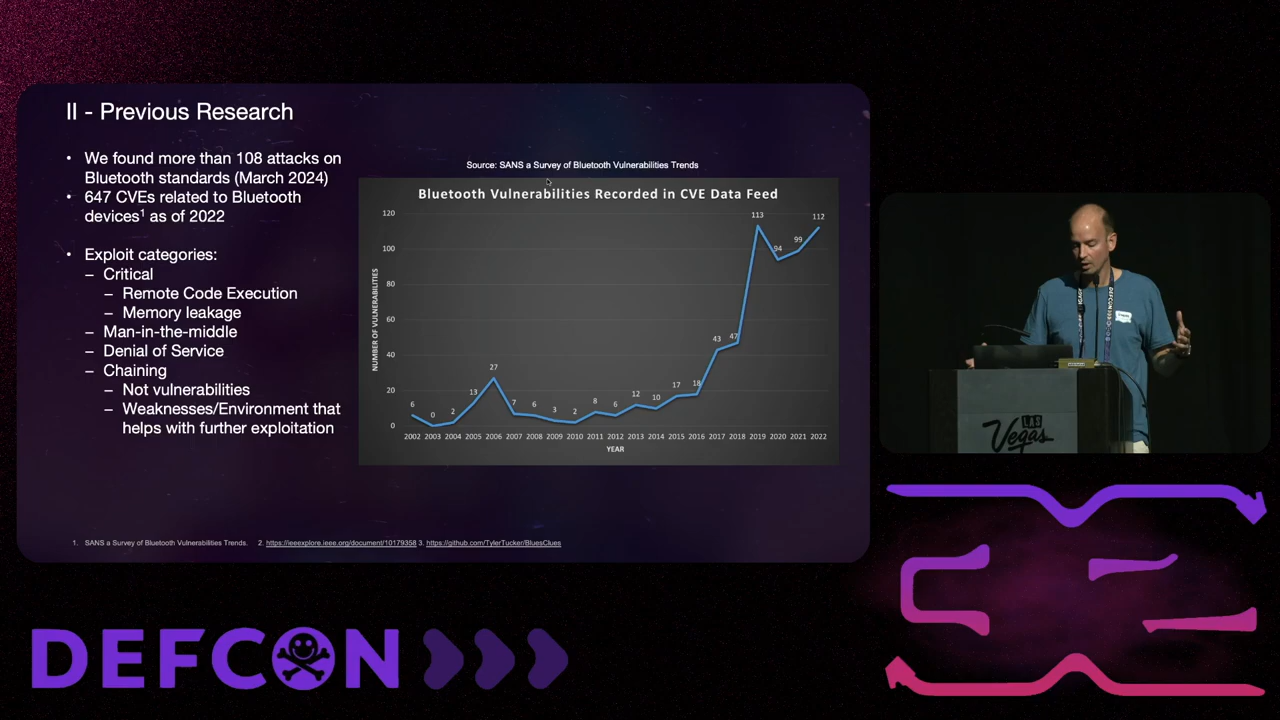 II - Previous Research
• We found more than 108 attacks on
Bluetooth standards (March 2024)
• 647 CVEs related to Bluetooth
devices1 as of 2022
• Exploit categories:
– Critical
– Remote Code Execution
– Memory leakage
– Man-in-the-middle
– Denial of Service
– Chaining
– Not vulnerabilities
– Weaknesses/Environment that
helps with further exploitation
Source: SANS a Survey of Bluetooth Vulnerabilities Trends
Bluetooth Vulnerabilities Recorded in CVE Data Feed
NUMBER OF VULNERABILITIES
120
100
80
60
40
20
0
6 0 2 13 27 7 6 3 2 8 6 12 10 17 18 43 47 113 94 99 112
2002 2003 2004 2005 2006 2007 2008 2009 2010 2011 2012 2013 2014 2015 2016 2017 2018 2019 2020 2021 2022
YEAR
1. SANS a Survey of Bluetooth Vulnerabilities Trends. 2. https://ieeexplore.ieee.org/document/10179358 3. https://github.com/TylerTucker/BluesClues
LAS
Vegas
DEFCON